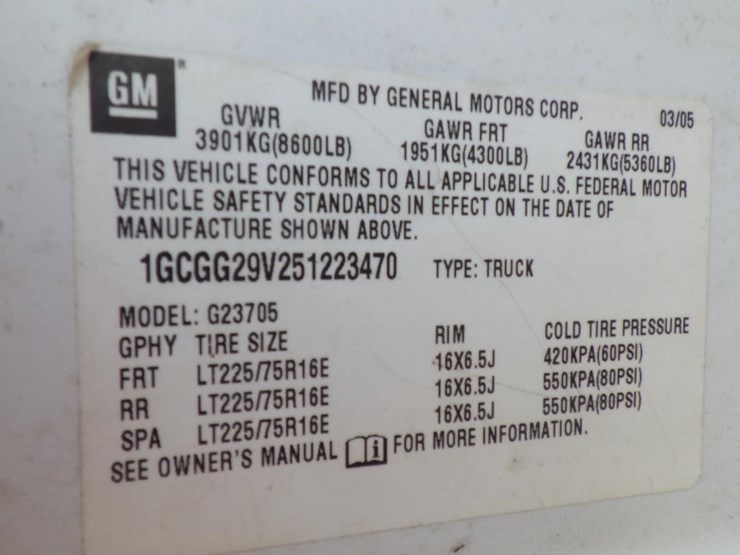 GM
MFD BY GENERAL MOTORS CORP. 03/05
GVWR GAWR FRT GAWR RR
3901KG(8600LB) 1951KG(4300LB) 2431KG(5360LB)
THIS VEHICLE CONFORMS TO ALL APPLICABLE U.S. FEDERAL MOTOR
VEHICLE SAFETY STANDARDS IN EFFECT ON THE DATE OF
MANUFACTURE SHOWN ABOVE.
1GCGG29V251223470 TYPE: TRUCK
MODEL: G23705
GPHY TIRE SIZE RIM COLD TIRE PRESSURE
FRT LT225/75R16E 16X6.5J 420KPA(60PSI)
RR LT225/75R16E 16X6.5J 550KPA(80PSI)
SPA LT225/75R16E 16X6.5J 550KPA(80PSI)
SEE OWNER'S MANUAL i FOR MORE INFORMATION.